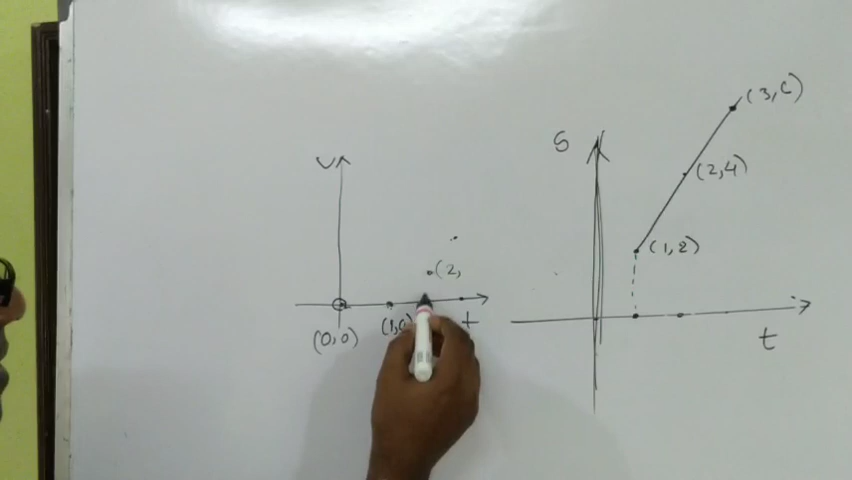 V
(2,
(0,0)
(1,0)
t
S
(3,6)
(2,4)
(1,2)
t